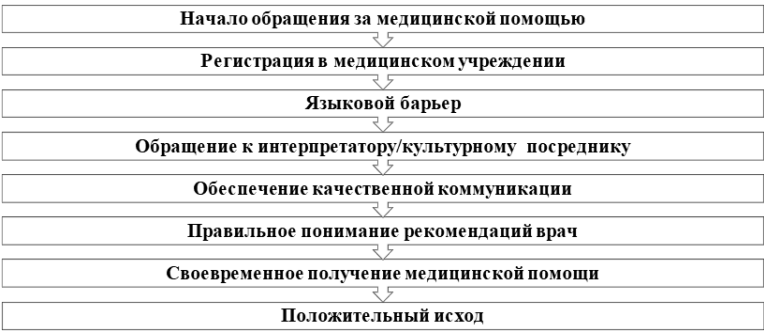 Начало обращения за медицинской помощью
Регистрация в медицинском учреждении
Языковой барьер
Обращение к интерпретатору/культурному посреднику
Обеспечение качественной коммуникации
Правильное понимание рекомендаций врач
Своевременное получение медицинской помощи
Положительный исход